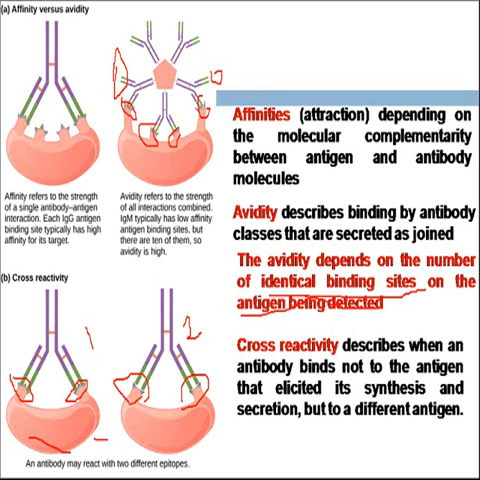 (a) Affinity versus avidity
Affinity refers to the strength
of a single antibody–antigen
interaction. Each IgG antigen
binding site typically has high
affinity for its target.
Avidity refers to the strength
of all interactions combined.
IgM typically has low affinity
antigen binding sites, but
there are ten of them, so
avidity is high.
(b) Cross reactivity
1
2
An antibody may react with two different epitopes.
Affinities (attraction) depending on
the molecular complementarity
between antigen and antibody
molecules
Avidity describes binding by antibody
classes that are secreted as joined
The avidity depends on the number
of identical binding sites on the
antigen being detected
Cross reactivity describes when an
antibody binds not to the antigen
that elicited its synthesis and
secretion, but to a different antigen.